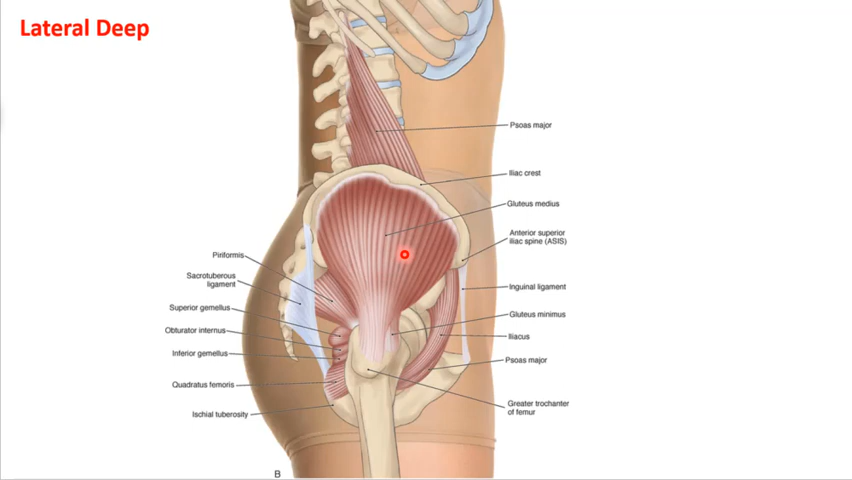 Lateral Deep
Psoas major
Iliac crest
Gluteus medius
Anterior superior
iliac spine (ASIS)
Inguinal ligament
Gluteus minimus
Iliacus
Psoas major
Greater trochanter
of femur
Piriformis
Sacrotuberous
ligament
Superior gemellus
Obturator internus
Inferior gemellus
Quadratus femoris
Ischial tuberosity
B